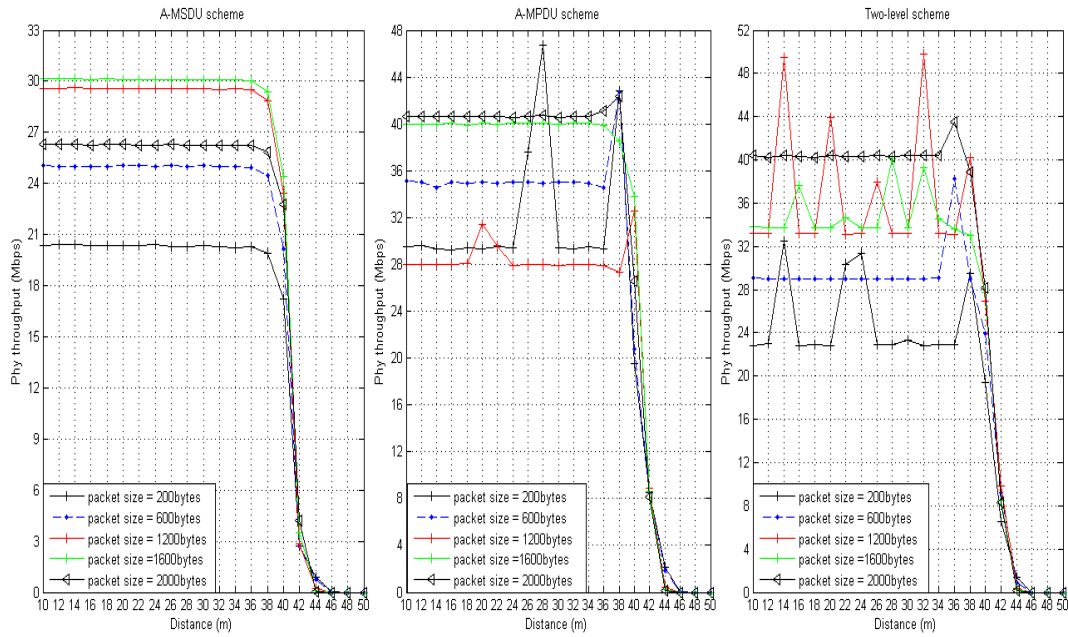 A-MSDU scheme
Phy throughput (Mbps)
33
30
27
24
21
18
15
12
9
6
3
0
packet size = 200bytes
packet size = 600bytes
packet size = 1200bytes
packet size =1600bytes
packet size = 2000bytes
10 12 14 16 18 20 22 24 26 28 30 32 34 36 38 40 42 44 46 48 50
Distance (m)
A-MPDU scheme
Phy throughput (Mbps)
48
44
40
36
32
28
24
20
16
12
8
4
0
packet size = 200bytes
packet size = 600bytes
packet size = 1200bytes
packet size =1600bytes
packet size = 2000bytes
10 12 14 16 18 20 22 24 26 28 30 32 34 36 38 40 42 44 46 48 50
Distance (m)
Two-level scheme
Phy throughput (Mbps)
52
48
44
40
36
32
28
24
20
16
12
8
4
0
packet size = 200bytes
packet size = 600bytes
packet size = 1200bytes
packet size =1600bytes
packet size = 2000bytes
10 12 14 16 18 20 22 24 26 28 30 32 34 36 38 40 42 44 46 48 50
Distance (m)